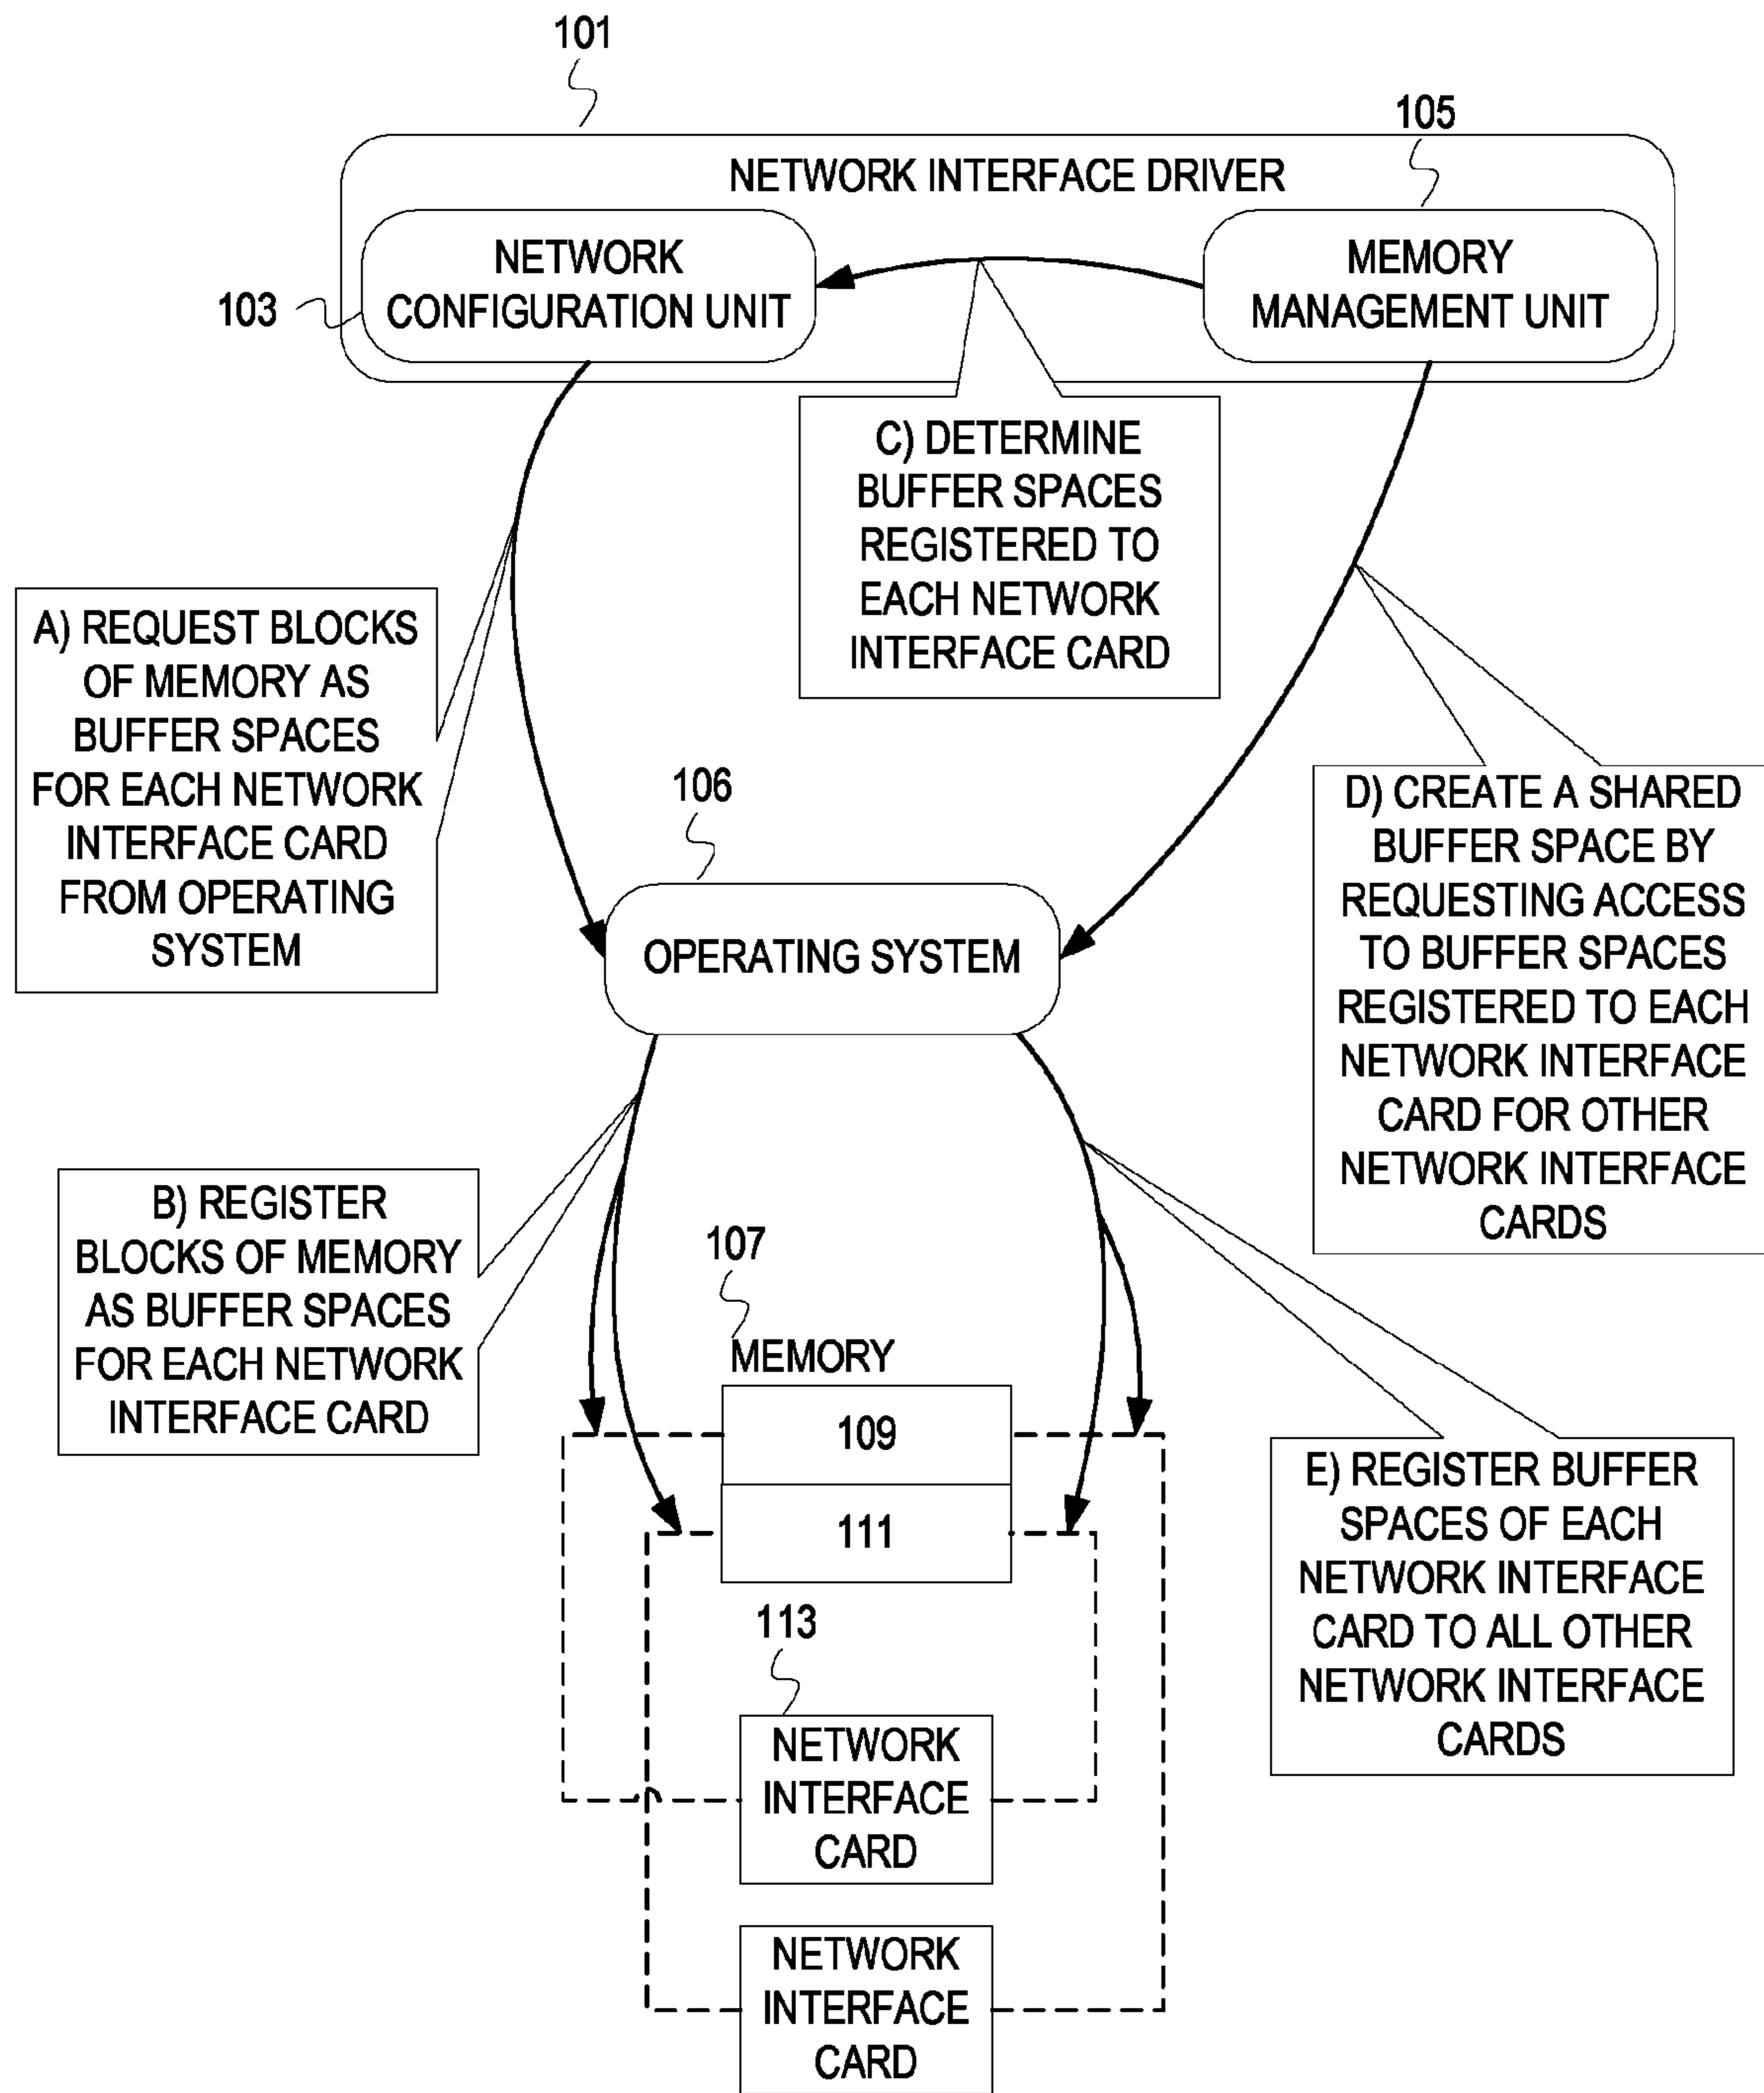 101
105
NETWORK INTERFACE DRIVER
NETWORK
CONFIGURATION UNIT
MEMORY
MANAGEMENT UNIT
103
C) DETERMINE
BUFFER SPACES
REGISTERED TO
EACH NETWORK
INTERFACE CARD
A) REQUEST BLOCKS
OF MEMORY AS
BUFFER SPACES
FOR EACH NETWORK
INTERFACE CARD
FROM OPERATING
SYSTEM
106
OPERATING SYSTEM
D) CREATE A SHARED
BUFFER SPACE BY
REQUESTING ACCESS
TO BUFFER SPACES
REGISTERED TO EACH
NETWORK INTERFACE
CARD FOR OTHER
NETWORK INTERFACE
CARDS
B) REGISTER
BLOCKS OF MEMORY
AS BUFFER SPACES
FOR EACH NETWORK
INTERFACE CARD
107
MEMORY
109
111
E) REGISTER BUFFER
SPACES OF EACH
NETWORK INTERFACE
CARD TO ALL OTHER
NETWORK INTERFACE
CARDS
113
NETWORK
INTERFACE
CARD
NETWORK
INTERFACE
CARD